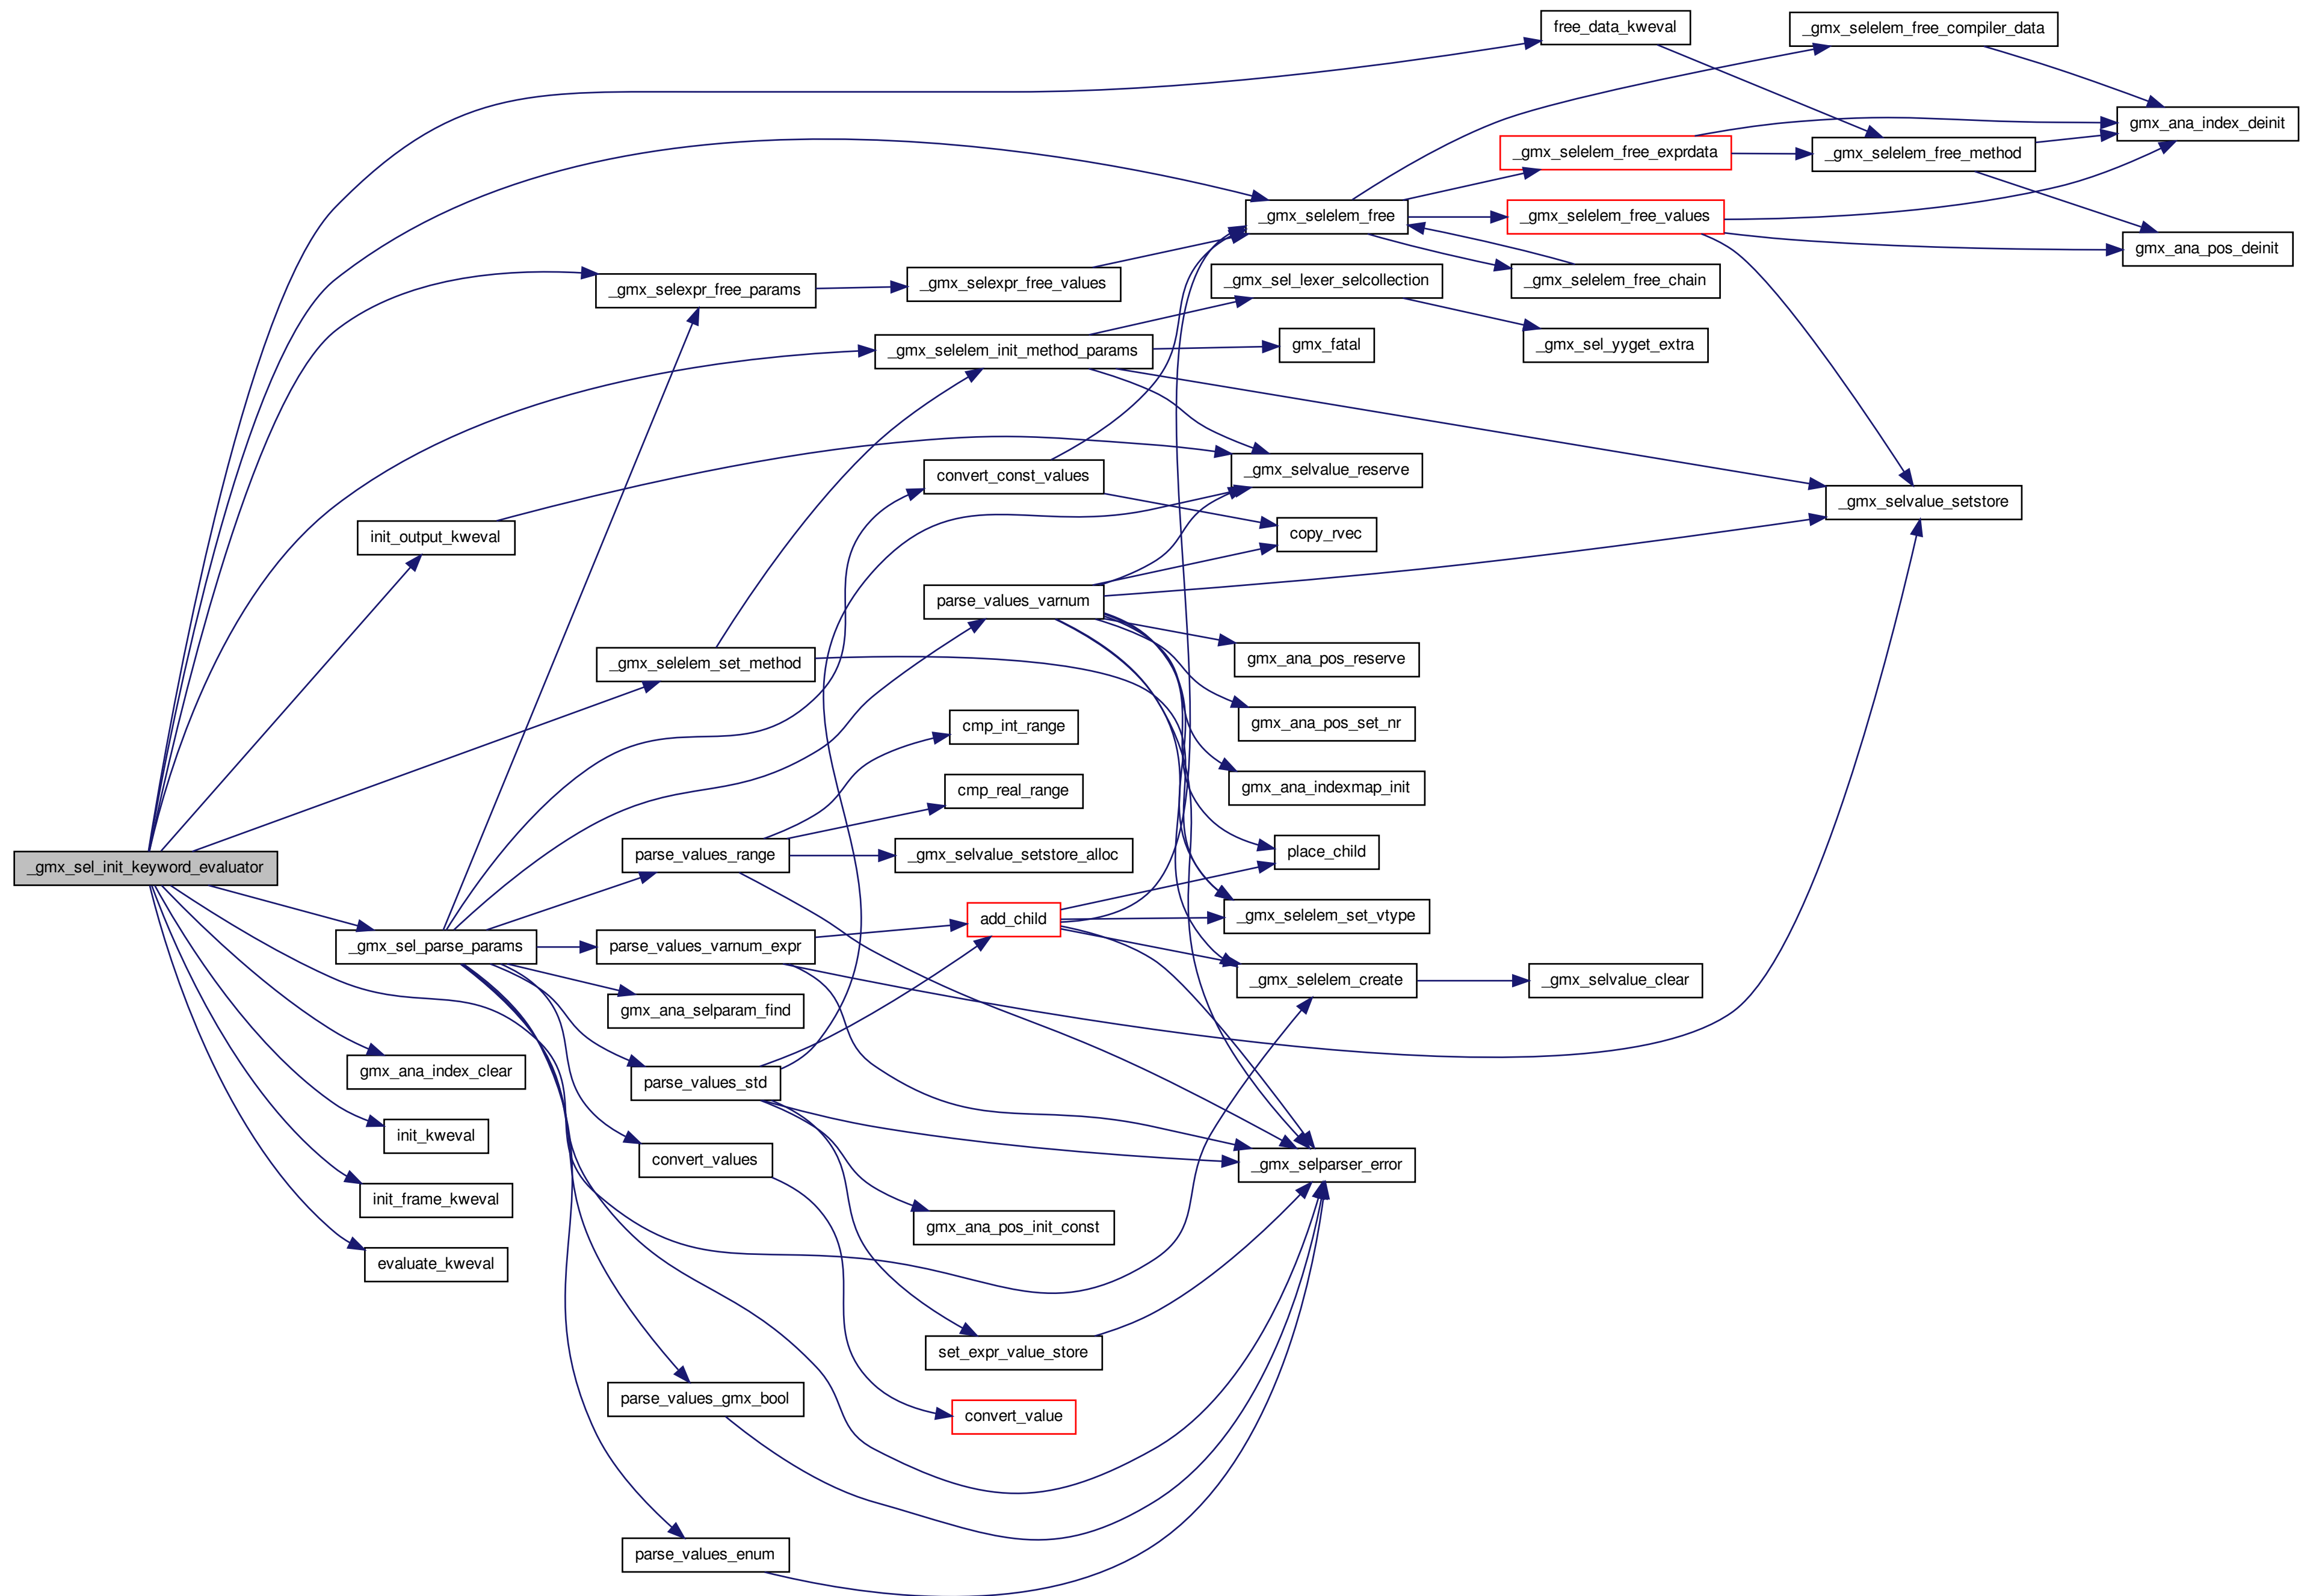 free_data_kweval
_gmx_selelem_free_compiler_data
gmx_ana_index_deinit
_gmx_selelem_free_exprdata
_gmx_selelem_free_method
_gmx_selelem_free
_gmx_selelem_free_values
gmx_ana_pos_deinit
_gmx_selexpr_free_params
_gmx_selexpr_free_values
_gmx_sel_lexer_selcollection
_gmx_selelem_free_chain
_gmx_selelem_init_method_params
gmx_fatal
_gmx_sel_yyget_extra
convert_const_values
_gmx_selvalue_reserve
_gmx_selvalue_setstore
init_output_kweval
copy_rvec
parse_values_varnum
_gmx_selelem_set_method
gmx_ana_pos_reserve
cmp_int_range
gmx_ana_pos_set_nr
cmp_real_range
gmx_ana_indexmap_init
_gmx_sel_init_keyword_evaluator
parse_values_range
_gmx_selvalue_setstore_alloc
place_child
add_child
_gmx_selelem_set_vtype
_gmx_sel_parse_params
parse_values_varnum_expr
_gmx_selelem_create
_gmx_selvalue_clear
gmx_ana_selparam_find
gmx_ana_index_clear
parse_values_std
init_kweval
convert_values
_gmx_selparser_error
init_frame_kweval
gmx_ana_pos_init_const
evaluate_kweval
set_expr_value_store
parse_values_gmx_bool
convert_value
parse_values_enum